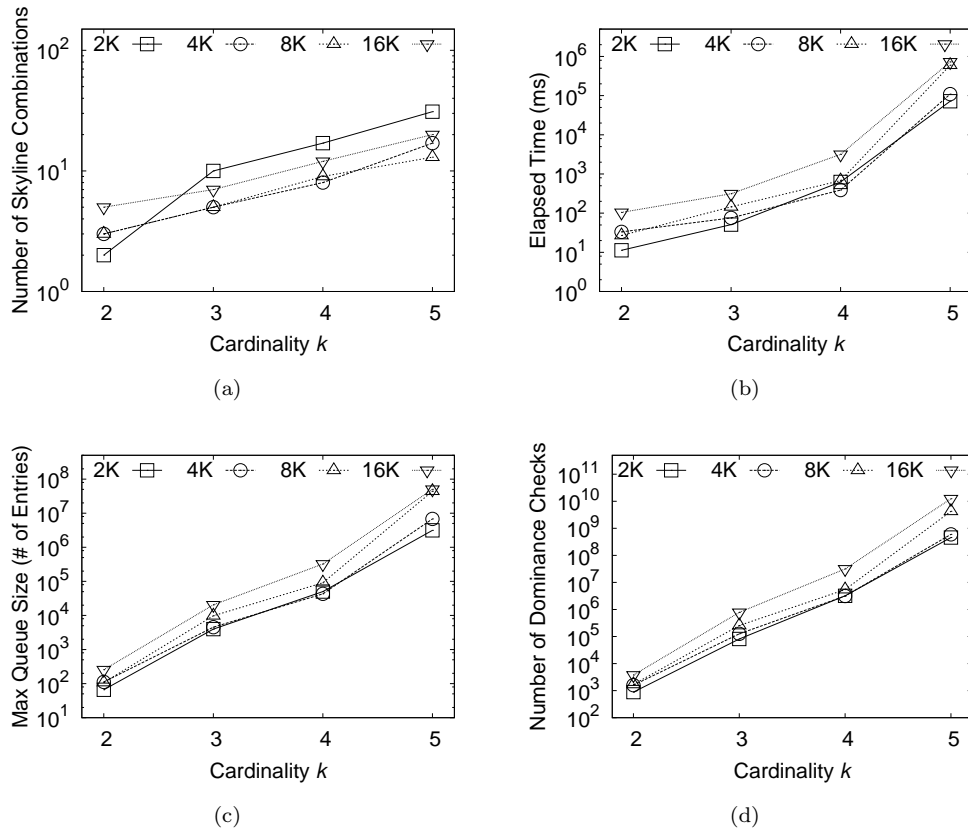 Number of Skyline Combinations
2K 4K 8K 16K
10^2
10^1
10^0
2 3 4 5
Cardinality k
(a)
Elapsed Time (ms)
2K 4K 8K 16K
10^6
10^5
10^4
10^3
10^2
10^1
10^0
2 3 4 5
Cardinality k
(b)
Max Queue Size (# of Entries)
2K 4K 8K 16K
10^8
10^7
10^6
10^5
10^4
10^3
10^2
10^1
2 3 4 5
Cardinality k
(c)
Number of Dominance Checks
2K 4K 8K 16K
10^11
10^10
10^9
10^8
10^7
10^6
10^5
10^4
10^3
10^2
2 3 4 5
Cardinality k
(d)